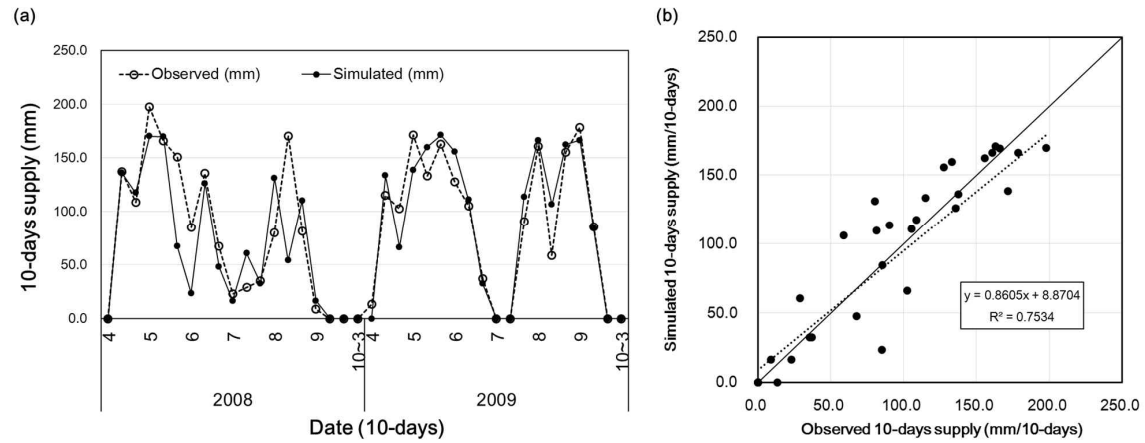 (a)
250.0
200.0
150.0
100.0
50.0
0.0
10-days supply (mm)
Observed (mm)
Simulated (mm)
4 5 6 7 8 9 10~3 4 5 6 7 8 9 10~3
2008 2009
Date (10-days)
(b)
250.0
200.0
150.0
100.0
50.0
0.0
Simulated 10-days supply (mm/10-days)
y = 0.8605x + 8.8704
R² = 0.7534
0.0 50.0 100.0 150.0 200.0 250.0
Observed 10-days supply (mm/10-days)